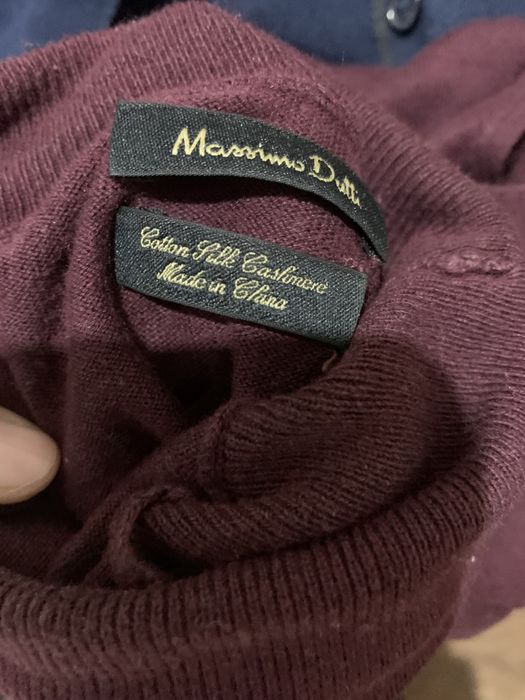 Massimo Dutti
Cotton Silk Cashmere
Made in China